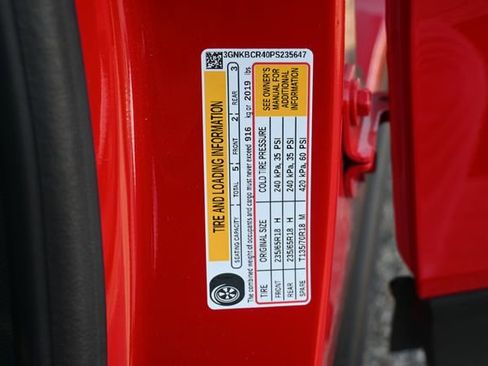 3GNKBCR40PS235647
TIRE AND LOADING INFORMATION
SEATING CAPACITY TOTAL 5 FRONT 2 REAR 3
The combined weight of occupants and cargo must never exceed 916 kg or 2019 lbs.
TIRE ORIGINAL SIZE COLD TIRE PRESSURE
FRONT 235/65R18 H 240 kPa, 35 PSI
REAR 235/65R18 H 240 kPa, 35 PSI
SPARE T135/70R18 M 420 kPa, 60 PSI
SEE OWNER'S
MANUAL FOR
ADDITIONAL
INFORMATION